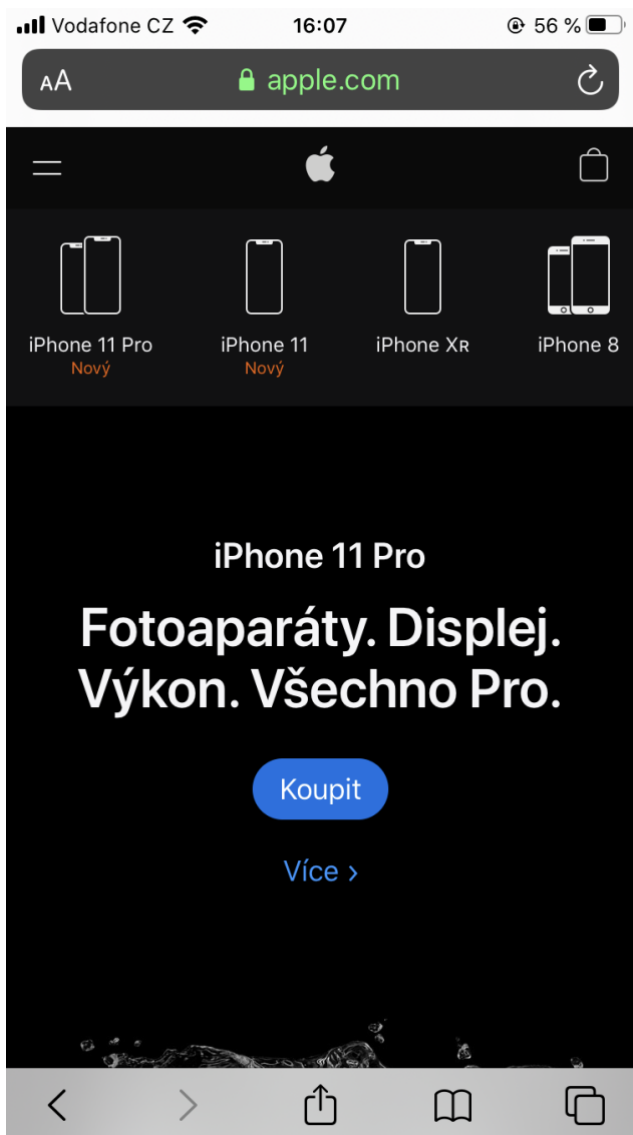 Vodafone CZ 16:07 56 %
AA apple.com
iPhone 11 Pro
Nový
iPhone 11
Nový
iPhone XR
iPhone 8
iPhone 11 Pro
Fotoaparáty. Displej.
Výkon. Všechno Pro.
Koupit
Více >